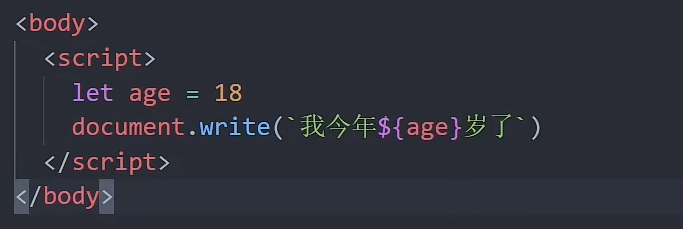 <body>
<script>
let age = 18
document.write(`我今年${age}岁了`)
</script>
</body>